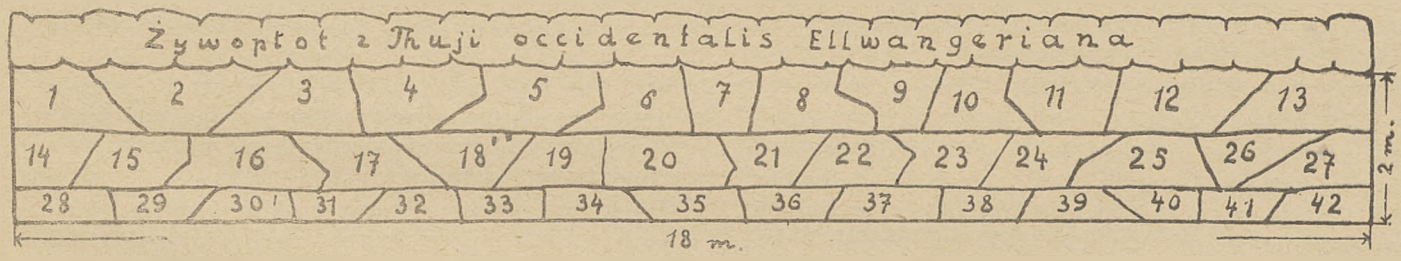 Żywopłot z Thuji occidentalis Ellwangeriana
1 2 3 4 5 6 7 8 9 10 11 12 13
14 15 16 17 18 19 20 21 22 23 24 25 26 27
28 29 30 31 32 33 34 35 36 37 38 39 40 41 42
2 m.
18 m.